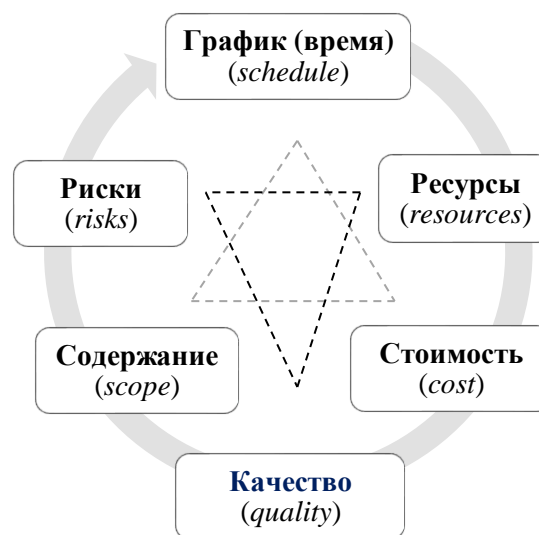 График (время)
(schedule)
Риски
(risks)
Ресурсы
(resources)
Содержание
(scope)
Стоимость
(cost)
Качество
(quality)